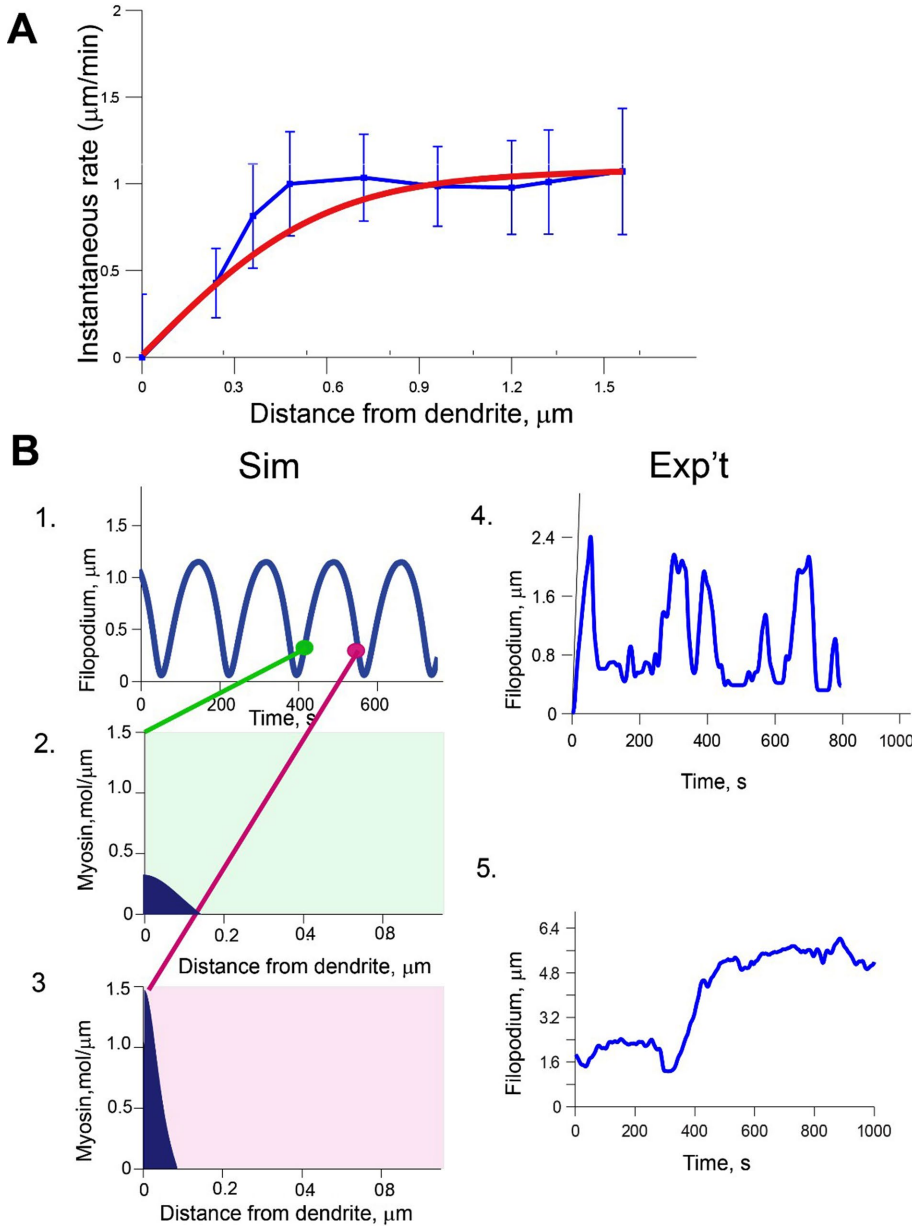 A
Instantaneous rate (μm/min)
2
1.5
1
0.5
0
0 0.3 0.6 0.9 1.2 1.5
Distance from dendrite, μm
B
Sim
Exp't
1.
Filopodium, μm
1.5
1.0
0.5
0
0 200 400 600
Time, s
2.
Myosin,mol/μm
1.5
1.0
0.5
0
0 0.2 04 08
Distance from dendrite, μm
3
Myosin,mol/μm
1.5
1.0
0.5
0
0 0.2 04 08
Distance from dendrite, μm
4.
Filopodium, μm
2.4
1.6
0.8
0
0 200 400 600 800 1000
Time, s
5.
Filopodium, μm
6.4
4.8
3.2
1.6
0
0 200 400 600 800 1000
Time, s